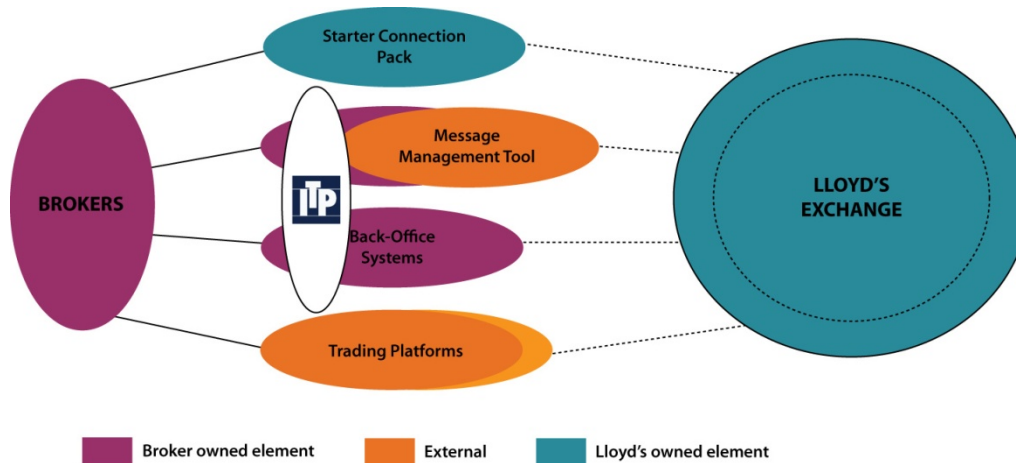 Starter Connection
Pack
Message
Management Tool
BROKERS
ITP
LLOYD'S
EXCHANGE
Back-Office
Systems
Trading Platforms
Broker owned element
External
Lloyd's owned element